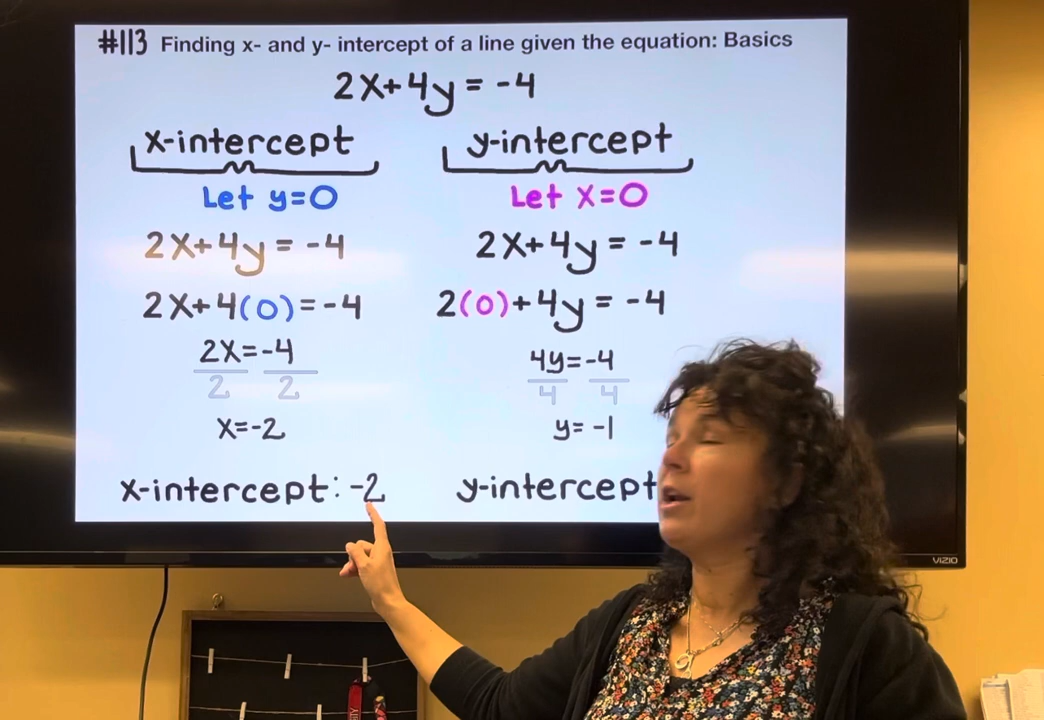 #113 Finding x- and y- intercept of a line given the equation: Basics
2x+4y = -4
x-intercept
Let y=0
2x+4y = -4
2x+4(0)=-4
2x=-4
2 2
x=-2
x-intercept: -2
y-intercept
Let x=0
2x+4y = -4
2(0)+4y = -4
4y=-4
4 4
y= -1
y-intercept
VIZIO